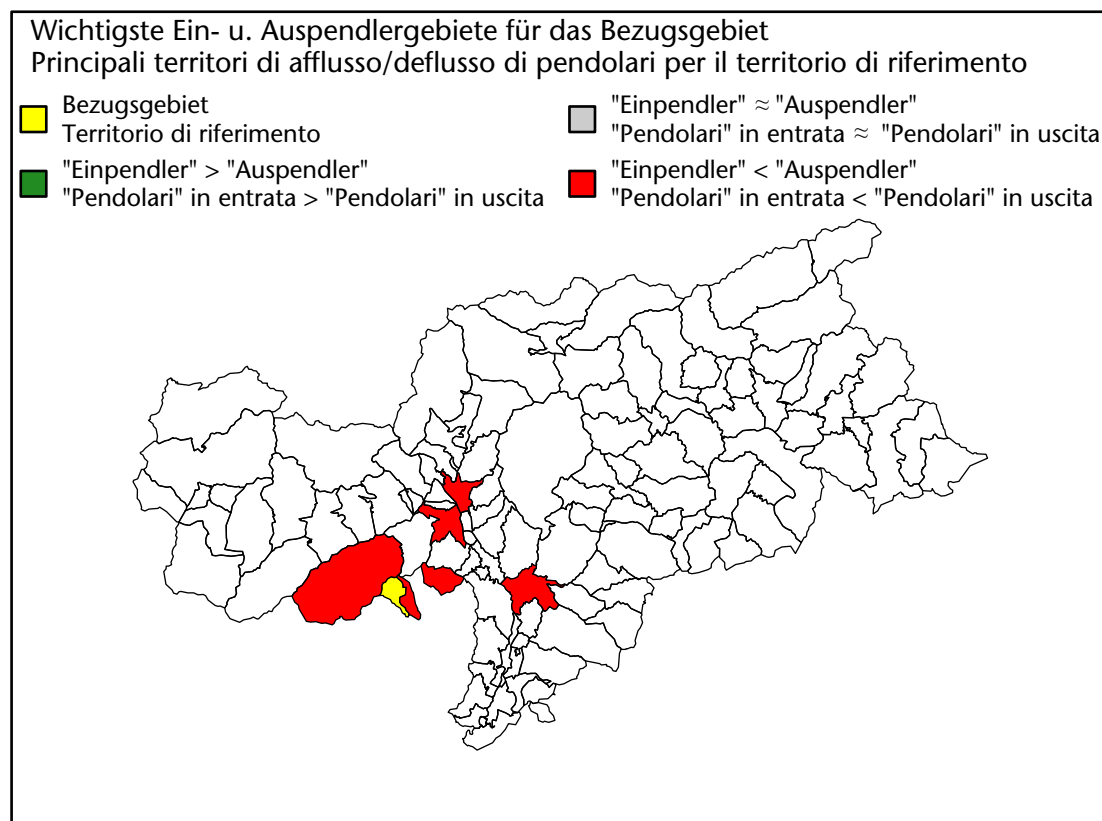 Wichtigste Ein- u. Auspendlergebiete für das Bezugsgebiet
Principali territori di afflusso/deflusso di pendolari per il territorio di riferimento
Bezugsgebiet
Territorio di riferimento
"Einpendler" > "Auspendler"
"Pendolari" in entrata > "Pendolari" in uscita
"Einpendler" ≈ "Auspendler"
"Pendolari" in entrata ≈ "Pendolari" in uscita
"Einpendler" < "Auspendler"
"Pendolari" in entrata < "Pendolari" in uscita